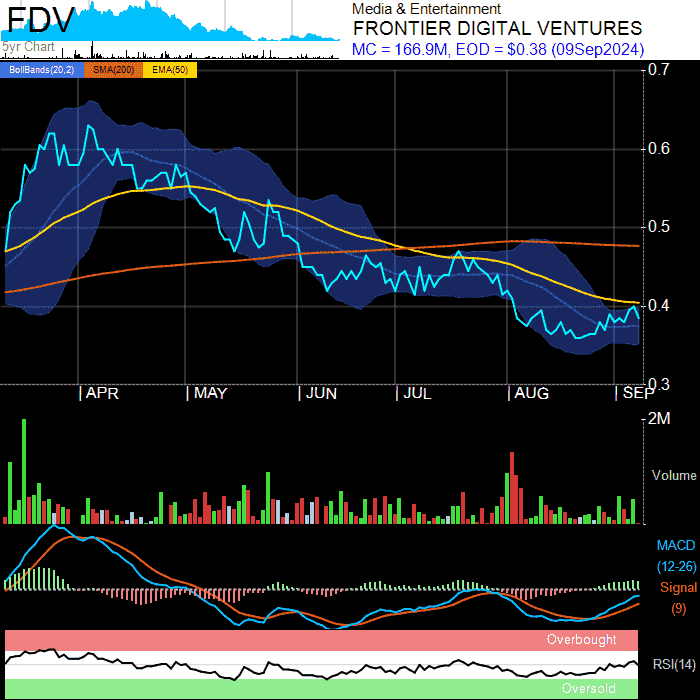 FDV
5yr Chart
Media & Entertainment
FRONTIER DIGITAL VENTURES
MC = 166.9M, EOD = $0.38 (09Sep2024)
BollBands(20,2) SMA(200) EMA(50)
0.7
0.6
0.5
0.4
0.3
| APR | MAY | JUN | JUL | AUG | SEP
2M
Volume
MACD
(12-26)
Signal
(9)
Overbought
RSI(14)
Oversold